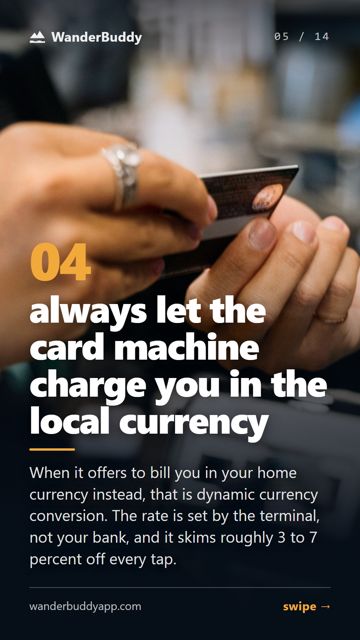 WanderBuddy
05 / 14
04
always let the
card machine
charge you in the
local currency
When it offers to bill you in your home
currency instead, that is dynamic currency
conversion. The rate is set by the terminal,
not your bank, and it skims roughly 3 to 7
percent off every tap.
wanderbuddyapp.com
swipe →